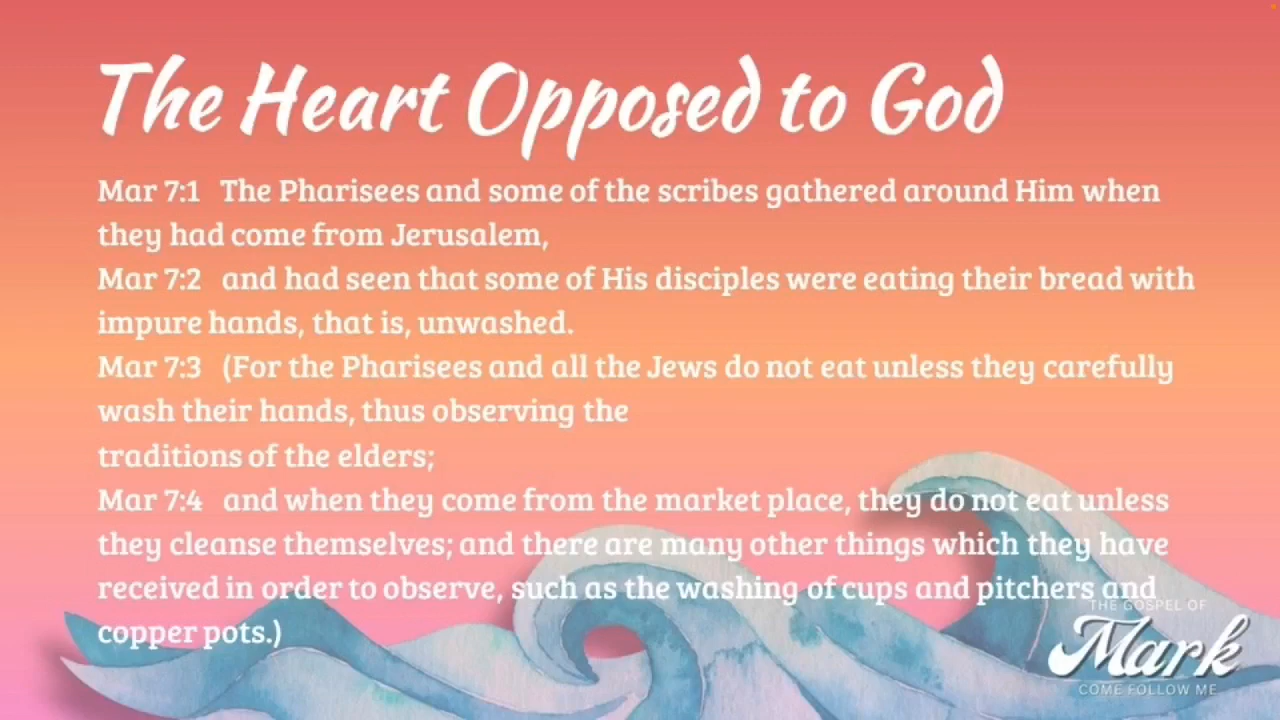 The Heart Opposed to God
Mar 7:1 The Pharisees and some of the scribes gathered around Him when
they had come from Jerusalem,
Mar 7:2 and had seen that some of His disciples were eating their bread with
impure hands, that is, unwashed.
Mar 7:3 (For the Pharisees and all the Jews do not eat unless they carefully
wash their hands, thus observing the
traditions of the elders;
Mar 7:4 and when they come from the market place, they do not eat unless
they cleanse themselves; and there are many other things which they have
received in order to observe, such as the washing of cups and pitchers and
copper pots.)
THE GOSPEL OF
Mark
COME FOLLOW ME